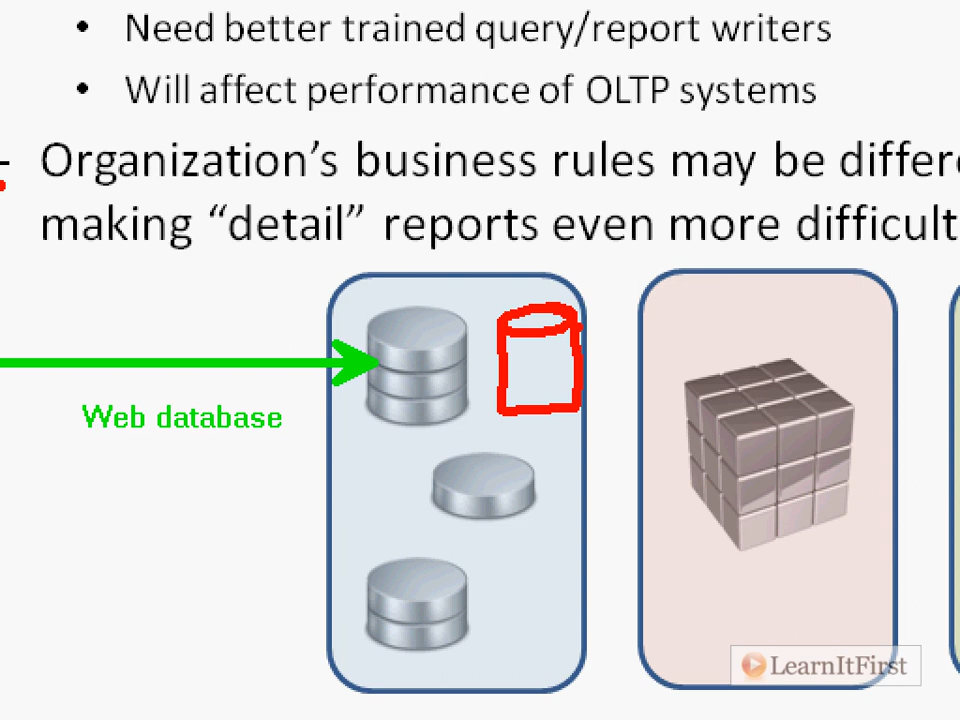 Need better trained query/report writers
Will affect performance of OLTP systems
Organization's business rules may be
making “detail” reports even more difficult
Web database
LearnItFirst